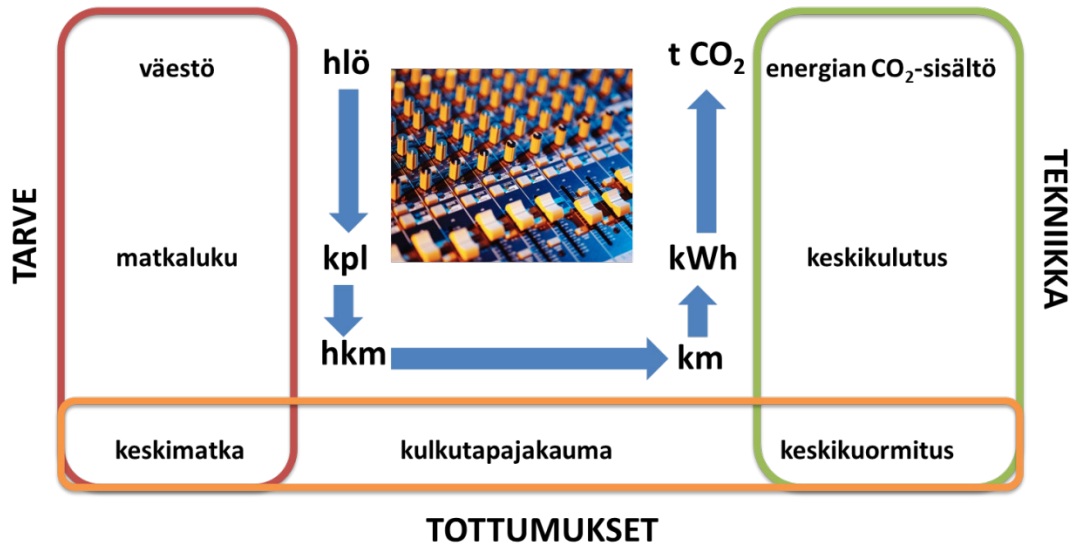 väestö
hlö
t CO₂
energian CO₂-sisältö
TARVE
matkaluku
kpl
kWh
keskikulutus
TEKNIIKKA
hkm
km
keskimatka
kulkutapajakauma
keskikuormitus
TOTTUMUKSET